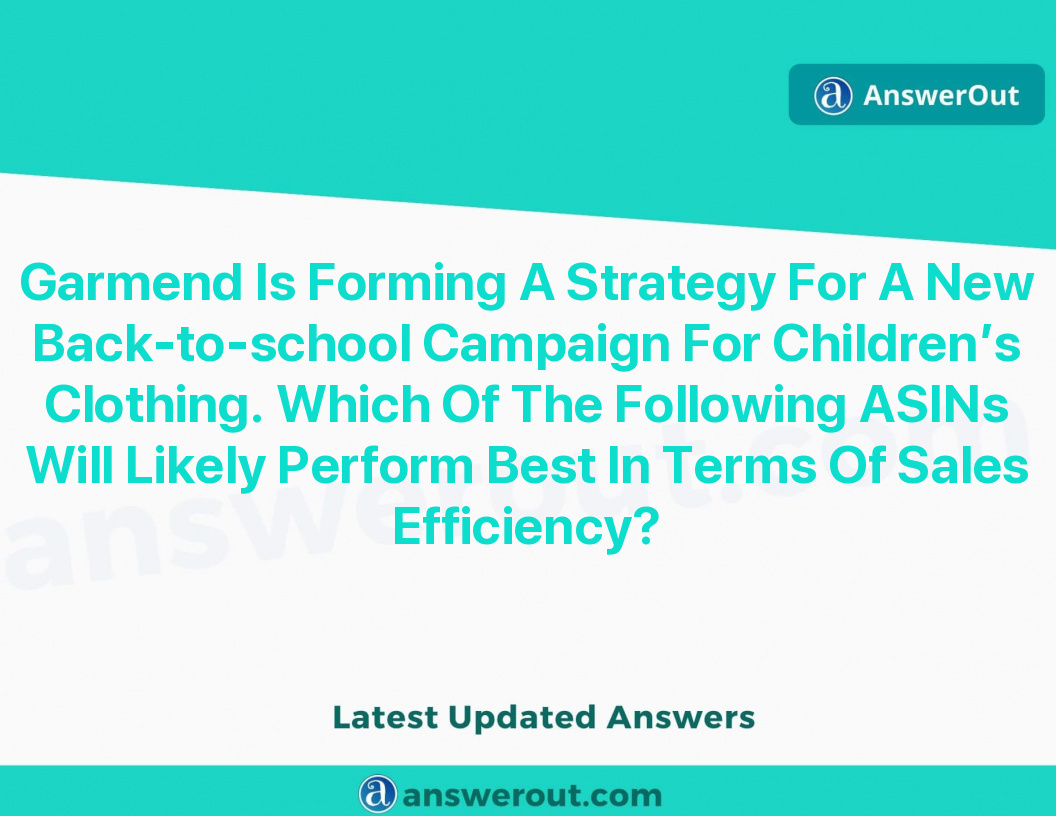 AnswerOut
Garmend Is Forming A Strategy For A New
Back-to-school Campaign For Children’s
Clothing. Which Of The Following ASINs
Will Likely Perform Best In Terms Of Sales
Efficiency?
answerout.com
Latest Updated Answers
answerout.com